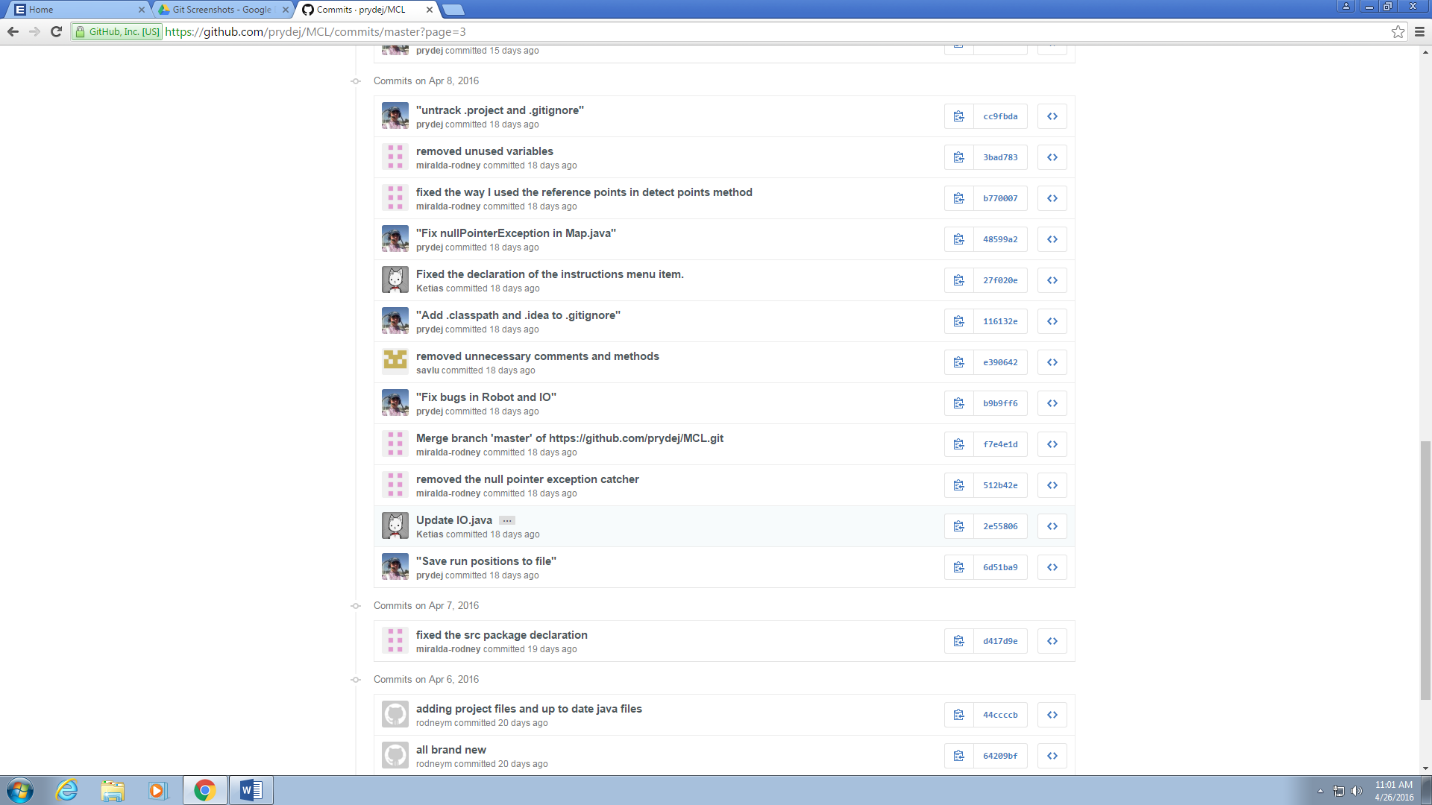 Home
Git Screenshots - Google
Commits · prydej/MCL
GitHub, Inc. [US] https://github.com/prydej/MCL/commits/master?page=3
prydej committed 15 days ago
Commits on Apr 8, 2016
"untrack .project and .gitignore"
prydej committed 18 days ago
cc9fbda
removed unused variables
miralda-rodney committed 18 days ago
3bad783
fixed the way I used the reference points in detect points method
miralda-rodney committed 18 days ago
b770007
"Fix nullPointerException in Map.java"
prydej committed 18 days ago
48599a2
Fixed the declaration of the instructions menu item.
Ketias committed 18 days ago
27f020e
"Add .classpath and .idea to .gitignore"
prydej committed 18 days ago
116132e
removed unnecessary comments and methods
saviu committed 18 days ago
e390642
"Fix bugs in Robot and IO"
prydej committed 18 days ago
b9b9ff6
Merge branch 'master' of https://github.com/prydej/MCL.git
miralda-rodney committed 18 days ago
f7e4e1d
removed the null pointer exception catcher
miralda-rodney committed 18 days ago
512b42e
Update IO.java ...
Ketias committed 18 days ago
2e55806
"Save run positions to file"
prydej committed 18 days ago
6d51ba9
Commits on Apr 7, 2016
fixed the src package declaration
miralda-rodney committed 19 days ago
d417d9e
Commits on Apr 6, 2016
adding project files and up to date java files
rodneym committed 20 days ago
44ccccb
all brand new
rodneym committed 20 days ago
64209bf
11:01 AM
4/26/2016